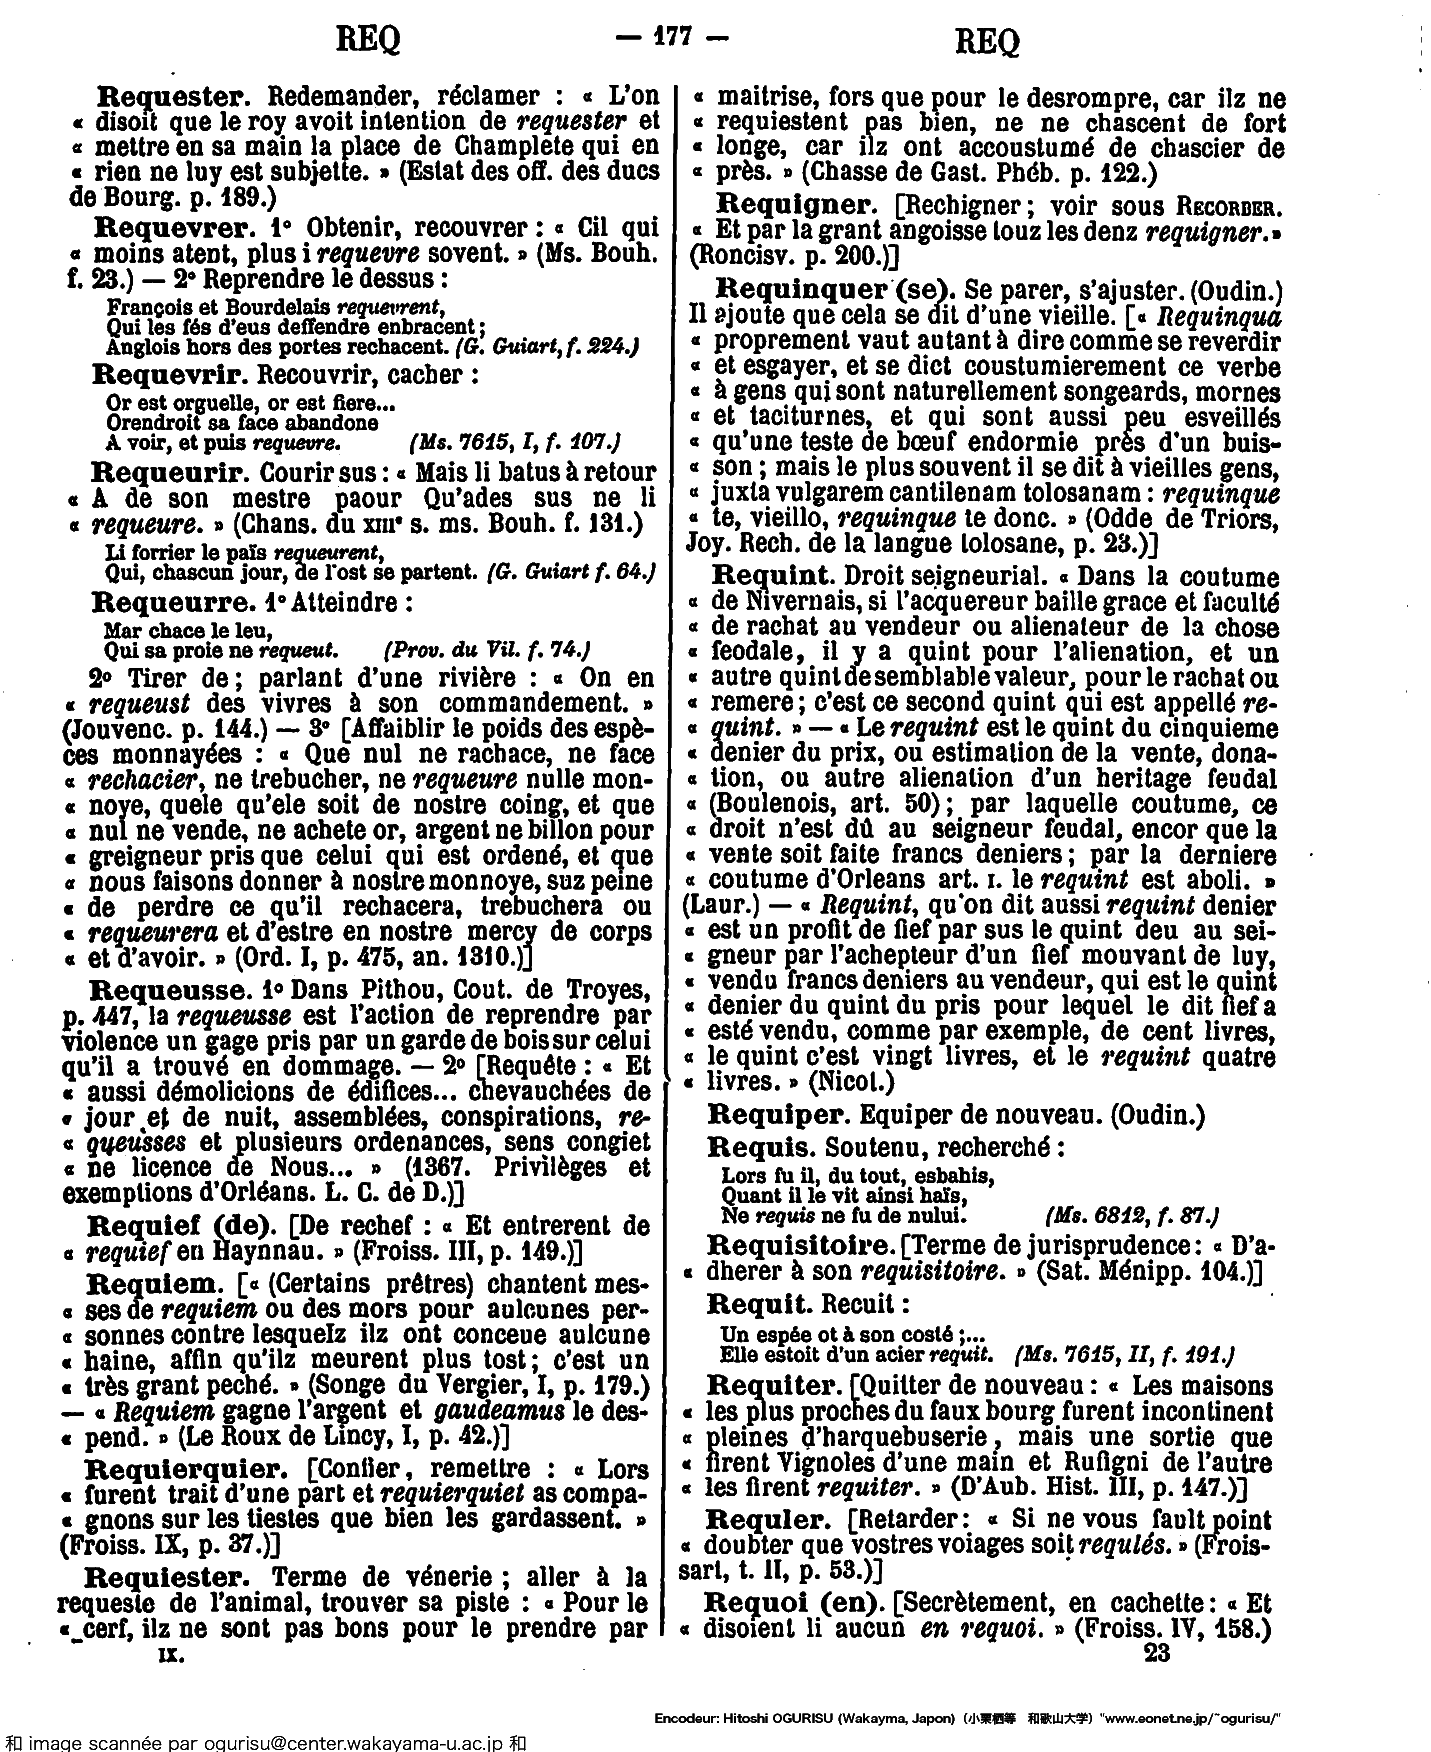 REQ — 177 — REQ
Requester. Redemander, réclamer : « L'on
« disoit que le roy avoit intention de requester et
« mettre en sa main la place de Champlete qui en
« rien ne luy est subjette. » (Estat des off. des ducs
de Bourg. p. 189.)
Requevrer. 1° Obtenir, recouvrer : « Cil qui
« moins atent, plus i requevre sovent. » (Ms. Bouh.
f. 23.) — 2° Reprendre le dessus :
François et Bourdelais requevrent,
Qui les fés d'eus deffendre enbracent ;
Anglois hors des portes rechacent. (G. Guiart, f. 224.)
Requevrir. Recouvrir, cacher :
Or est orguelle, or est fiere...
Orendroit sa face abandone
A voir, et puis requevre. (Ms. 7615, I, f. 107.)
Requeurir. Courir sus : « Mais li batus à retour
« A de son mestre paour Qu'ades sus ne li
« requeure. » (Chans. du XIIIe s. ms. Bouh. f. 131.)
Li forrier le païs requeurent,
Qui, chascun jour, de l'ost se partent. (G. Guiart f. 64.)
Requeurre. 1° Atteindre :
Mar chace le leu,
Qui sa proie ne requeut. (Prov. du Vil. f. 74.)
2° Tirer de ; parlant d'une rivière : « On en
« requeust des vivres à son commandement. »
(Jouvenc. p. 144.) — 3° [Affaiblir le poids des espè-
ces monnayées : « Que nul ne rachace, ne face
« rechacier, ne trebucher, ne requeure nulle mon-
« noye, quele qu'ele soit de nostre coing, et que
« nul ne vende, ne achete or, argent ne billon pour
« greigneur pris que celui qui est ordené, et que
« nous faisons donner à nostre monnoye, suz peine
« de perdre ce qu'il rechacera, trebuchera ou
« requeurera et d'estre en nostre mercy de corps
« et d'avoir. » (Ord. I, p. 475, an. 1310.)]
Requeusse. 1° Dans Pithou, Cout. de Troyes,
p. 447, la requeusse est l'action de reprendre par
violence un gage pris par un garde de bois sur celui
qu'il a trouvé en dommage. — 2° [Requête : « Et
« aussi démolicions de édifices... chevauchées de
« jour et de nuit, assemblées, conspirations, re-
« queusses et plusieurs ordenances, sens congiet
« ne licence de Nous... » (1367. Privilèges et
exemptions d'Orléans. L. C. de D.)]
Requief (de). [De rechef : « Et entrerent de
« requief en Haynnau. » (Froiss. III, p. 149.)]
Requiem. [« (Certains prêtres) chantent mes-
« ses de requiem ou des mors pour aulcunes per-
« sonnes contre lesquelz ilz ont conceue aulcune
« haine, affin qu'ilz meurent plus tost ; c'est un
« très grant peché. » (Songe du Vergier, I, p. 179.)
— « Requiem gagne l'argent et gaudeamus le des-
« pend. » (Le Roux de Lincy, I, p. 42.)]
Requierquier. [Confier, remettre : « Lors
« furent trait d'une part et requierquiet as compa-
« gnons sur les tiestes que bien les gardassent. »
(Froiss. IX, p. 37.)]
Requiester. Terme de vénerie ; aller à la
requeste de l'animal, trouver sa piste : « Pour le
« cerf, ilz ne sont pas bons pour le prendre par
IX.
« maitrise, fors que pour le desrompre, car ilz ne
« requiestent pas bien, ne ne chascent de fort
« longe, car ilz ont accoustumé de chascier de
« près. » (Chasse de Gast. Phéb. p. 122.)
Requigner. [Rechigner ; voir sous RECORDER.
« Et par la grant angoisse touz les denz requigner. »
(Roncisv. p. 200.)]
Requinquer (se). Se parer, s'ajuster. (Oudin.)
Il ajoute que cela se dit d'une vieille. [« Requinqua
« proprement vaut autant à dire comme se reverdir
« et esgayer, et se dict coustumierement ce verbe
« à gens qui sont naturellement songeards, mornes
« et taciturnes, et qui sont aussi peu esveillés
« qu'une teste de bœuf endormie près d'un buis-
« son ; mais le plus souvent il se dit à vieilles gens,
« juxta vulgarem cantilenam tolosanam : requinque
« te, vieillo, requinque te donc. » (Odde de Triors,
Joy. Rech. de la langue tolosane, p. 23.)]
Requint. Droit seigneurial. « Dans la coutume
« de Nivernais, si l'acquereur baille grace et faculté
« de rachat au vendeur ou alienateur de la chose
« feodale, il y a quint pour l'alienation, et un
« autre quint de semblable valeur, pour le rachat ou
« remere ; c'est ce second quint qui est appellé re-
« quint. » — « Le requint est le quint du cinquieme
« denier du prix, ou estimation de la vente, dona-
« tion, ou autre alienation d'un heritage feudal
« (Boulenois, art. 50) ; par laquelle coutume, ce
« droit n'est dû au seigneur feudal, encor que la
« vente soit faite francs deniers ; par la derniere
« coutume d'Orleans art. I. le requint est aboli. »
(Laur.) — « Requint, qu'on dit aussi requint denier
« est un profit de fief par sus le quint deu au sei-
« gneur par l'achepteur d'un fief mouvant de luy,
« vendu francs deniers au vendeur, qui est le quint
« denier du quint du pris pour lequel le dit fief a
« esté vendu, comme par exemple, de cent livres,
« le quint c'est vingt livres, et le requint quatre
« livres. » (Nicot.)
Requiper. Equiper de nouveau. (Oudin.)
Requis. Soutenu, recherché :
Lors fu il, du tout, esbahis,
Quant il le vit ainsi haïs,
Ne requis ne fu de nului. (Ms. 6812, f. 87.)
Requisitoire. [Terme de jurisprudence : « D'a-
« dherer à son requisitoire. » (Sat. Ménipp. 104.)]
Requit. Recuit :
Un espée ot à son costé ;...
Elle estoit d'un acier requit. (Ms. 7615, II, f. 191.)
Requiter. [Quitter de nouveau : « Les maisons
« les plus proches du faux bourg furent incontinent
« pleines d'harquebuserie, mais une sortie que
« firent Vignoles d'une main et Rufigni de l'autre
« les firent requiter. » (D'Aub. Hist. III, p. 147.)]
Requler. [Retarder : « Si ne vous fault point
« doubter que vostres voiages soit requlés. » (Frois-
sart, t. II, p. 53.)]
Requoi (en). [Secrètement, en cachette : « Et
« disoient li aucun en requoi. » (Froiss. IV, 158.)
23
Encodeur: Hitoshi OGURISU (Wakayma, Japon) (小栗栖等 和歌山大学) "www.eonet.ne.jp/~ogurisu/"
和 image scannée par ogurisu@center.wakayama-u.ac.jp 和